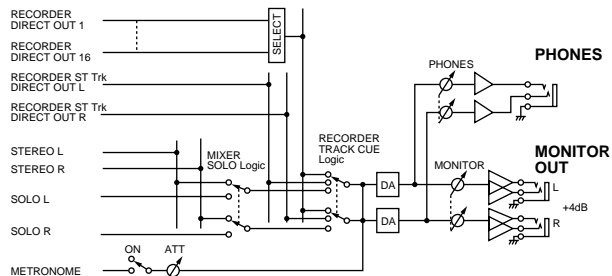 RECORDER
DIRECT OUT 1
RECORDER
DIRECT OUT 16
SELECT
RECORDER ST Trk
DIRECT OUT L
RECORDER ST Trk
DIRECT OUT R
STEREO L
STEREO R
SOLO L
SOLO R
METRONOME
ON
ATT
MIXER
SOLO Logic
RECORDER
TRACK CUE
Logic
DA
DA
PHONES
PHONES
MONITOR
MONITOR
OUT
L
+4dB
R